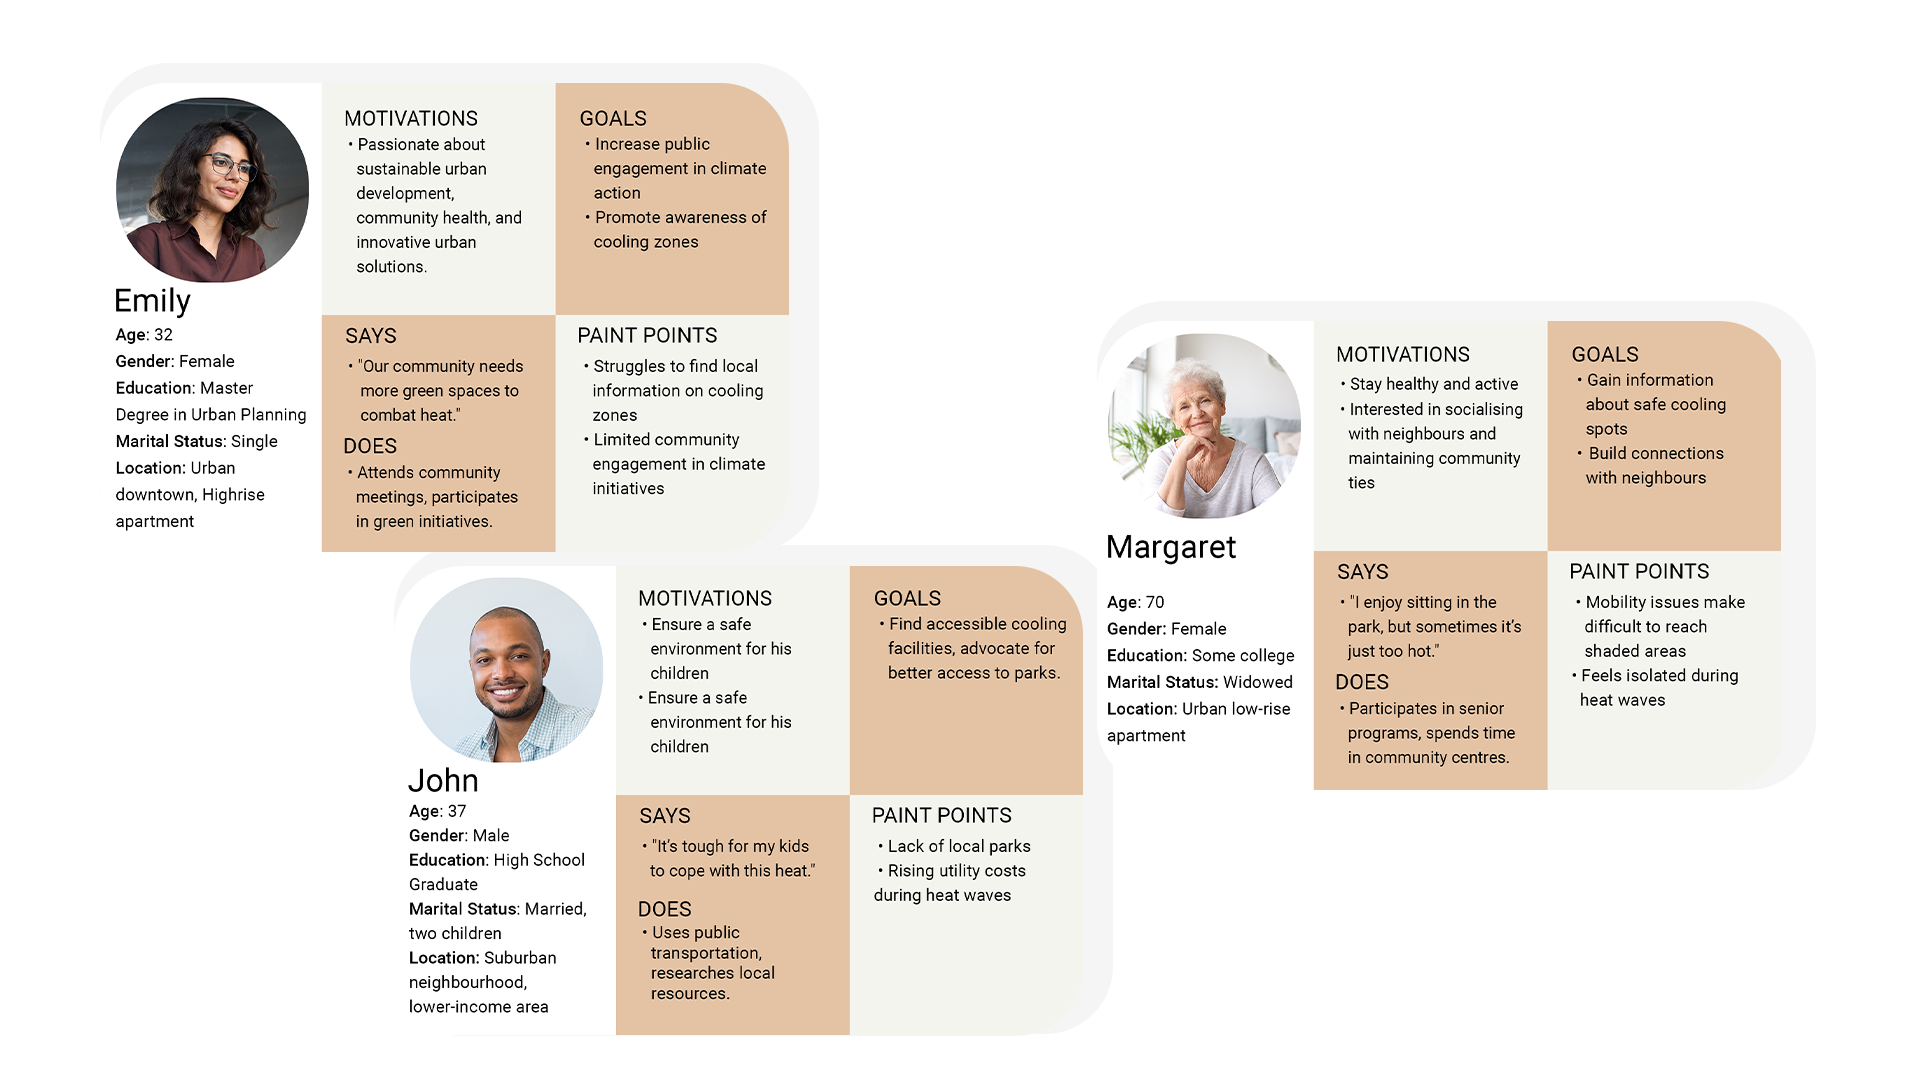 Emily
Age: 32
Gender: Female
Education: Master
Degree in Urban Planning
Marital Status: Single
Location: Urban
downtown, Highrise
apartment
MOTIVATIONS
• Passionate about
sustainable urban
development,
community health, and
innovative urban
solutions.
GOALS
• Increase public
engagement in climate
action
• Promote awareness of
cooling zones
SAYS
• "Our community needs
more green spaces to
combat heat."
DOES
• Attends community
meetings, participates
in green initiatives.
PAINT POINTS
• Struggles to find local
information on cooling
zones
• Limited community
engagement in climate
initiatives
John
Age: 37
Gender: Male
Education: High School
Graduate
Marital Status: Married,
two children
Location: Suburban
neighbourhood,
lower-income area
MOTIVATIONS
• Ensure a safe
environment for his
children
• Ensure a safe
environment for his
children
GOALS
• Find accessible cooling
facilities, advocate for
better access to parks.
SAYS
• "It's tough for my kids
to cope with this heat."
DOES
• Uses public
transportation,
researches local
resources.
PAINT POINTS
• Lack of local parks
• Rising utility costs
during heat waves
Margaret
Age: 70
Gender: Female
Education: Some college
Marital Status: Widowed
Location: Urban low-rise
apartment
MOTIVATIONS
• Stay healthy and active
• Interested in socialising
with neighbours and
maintaining community
ties
GOALS
• Gain information
about safe cooling
spots
• Build connections
with neighbours
SAYS
• "I enjoy sitting in the
park, but sometimes it's
just too hot."
DOES
• Participates in senior
programs, spends time
in community centres.
PAINT POINTS
• Mobility issues make
difficult to reach
shaded areas
• Feels isolated during
heat waves